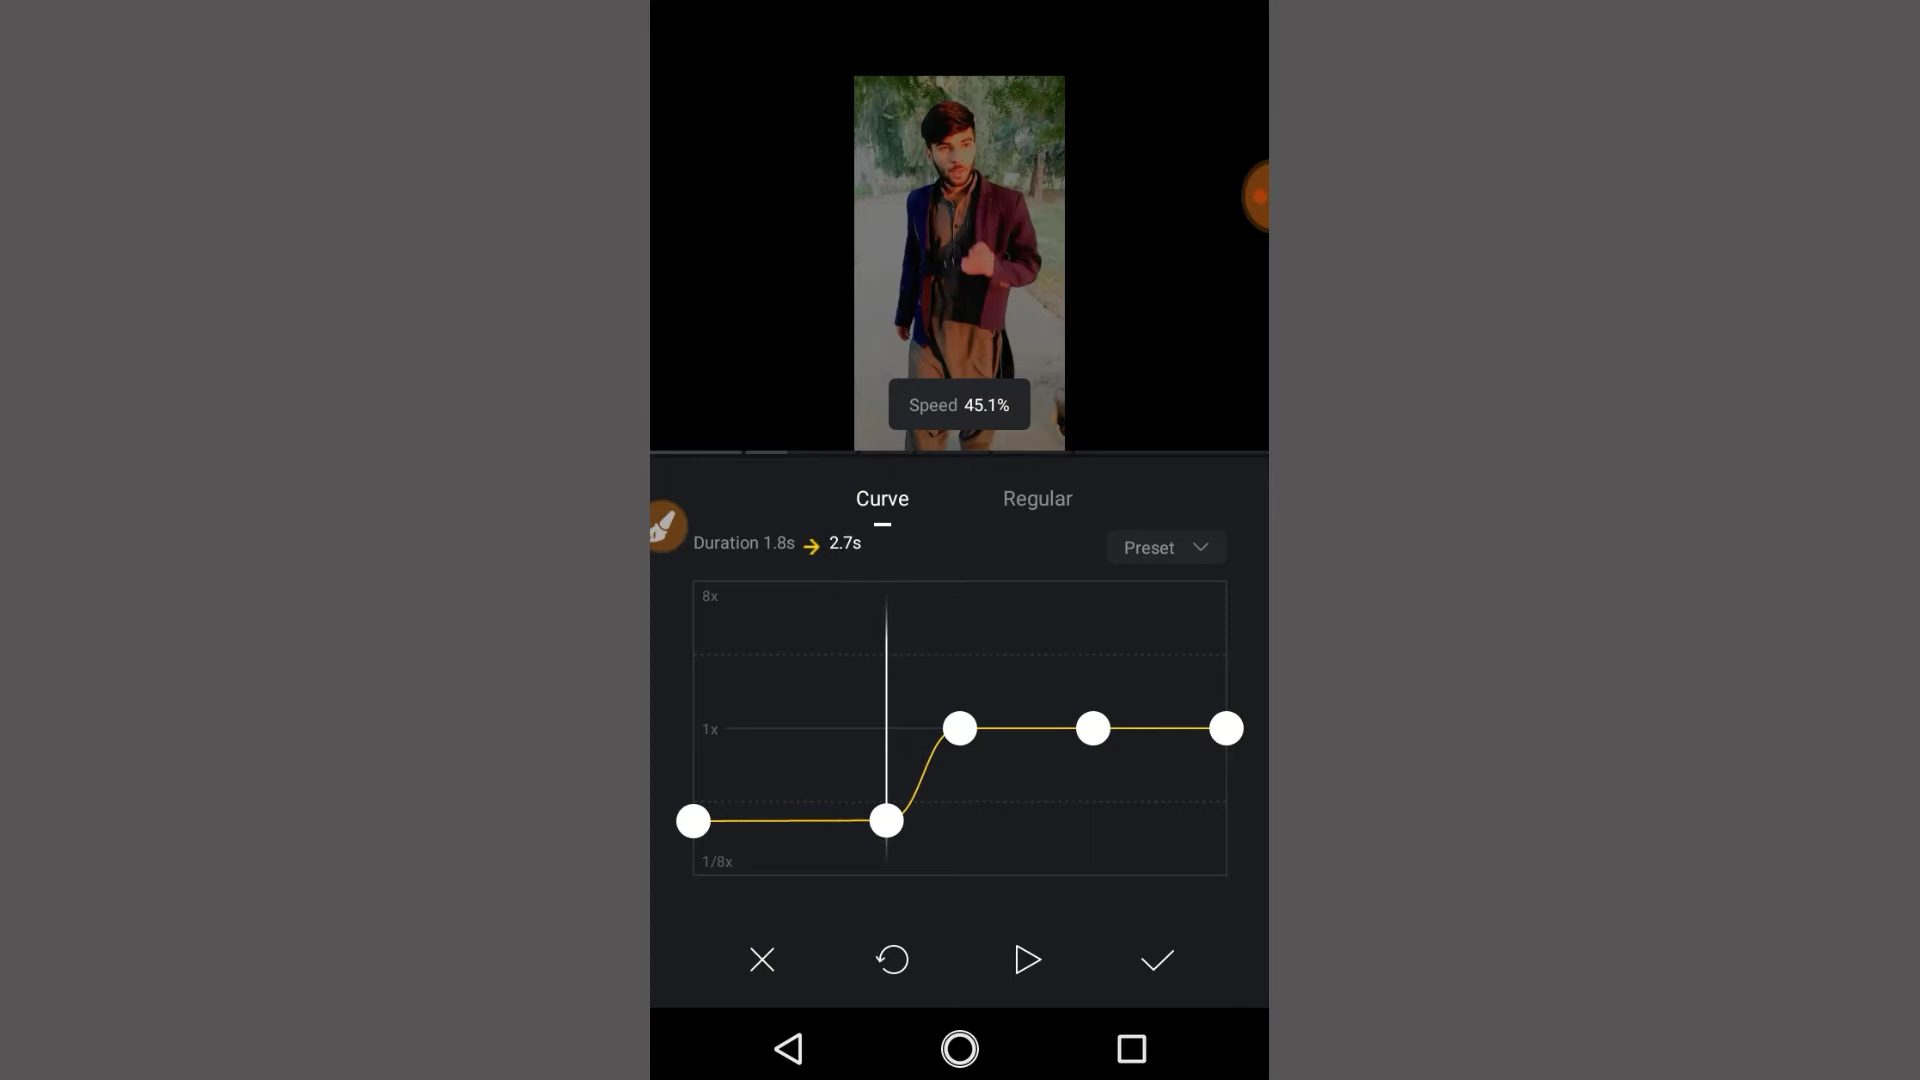 Speed 45.1%
Curve Regular
Duration 1.8s 2.7s
Preset
8x
1x
1/8x